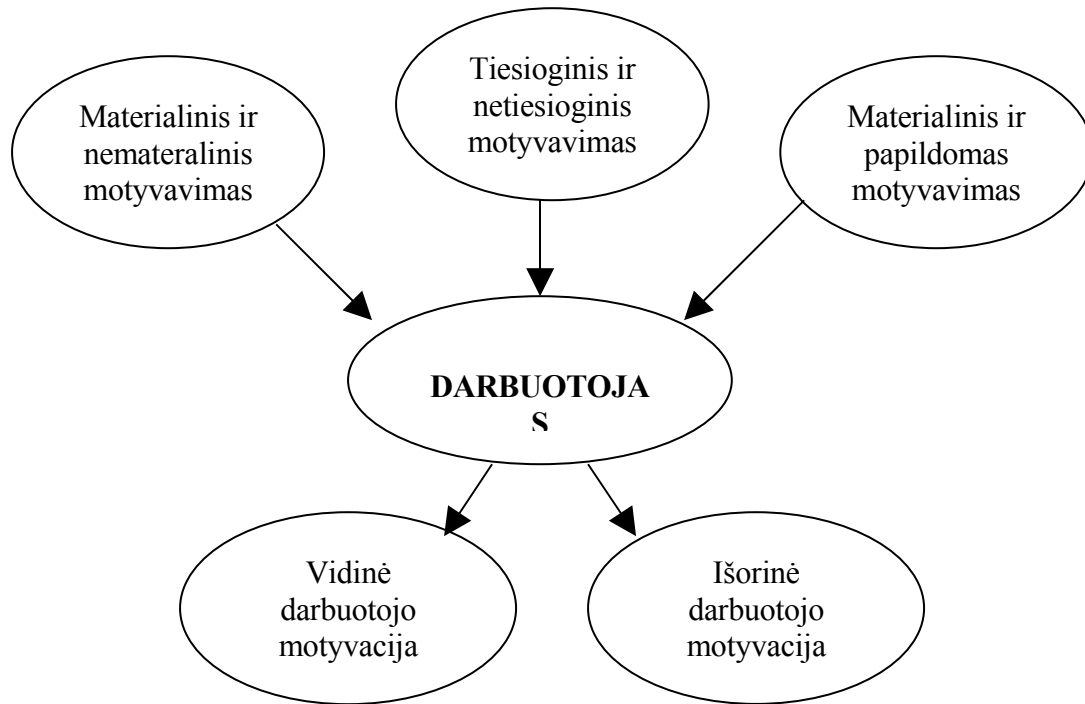 Materialinis ir
nemateralinis
motyvavimas
Tiesioginis ir
netiesioginis
motyvavimas
Materialinis ir
papildomas
motyvavimas
DARBUOTOJA
S
Vidinė
darbuotojo
motyvacija
Išorinė
darbuotojo
motyvacija